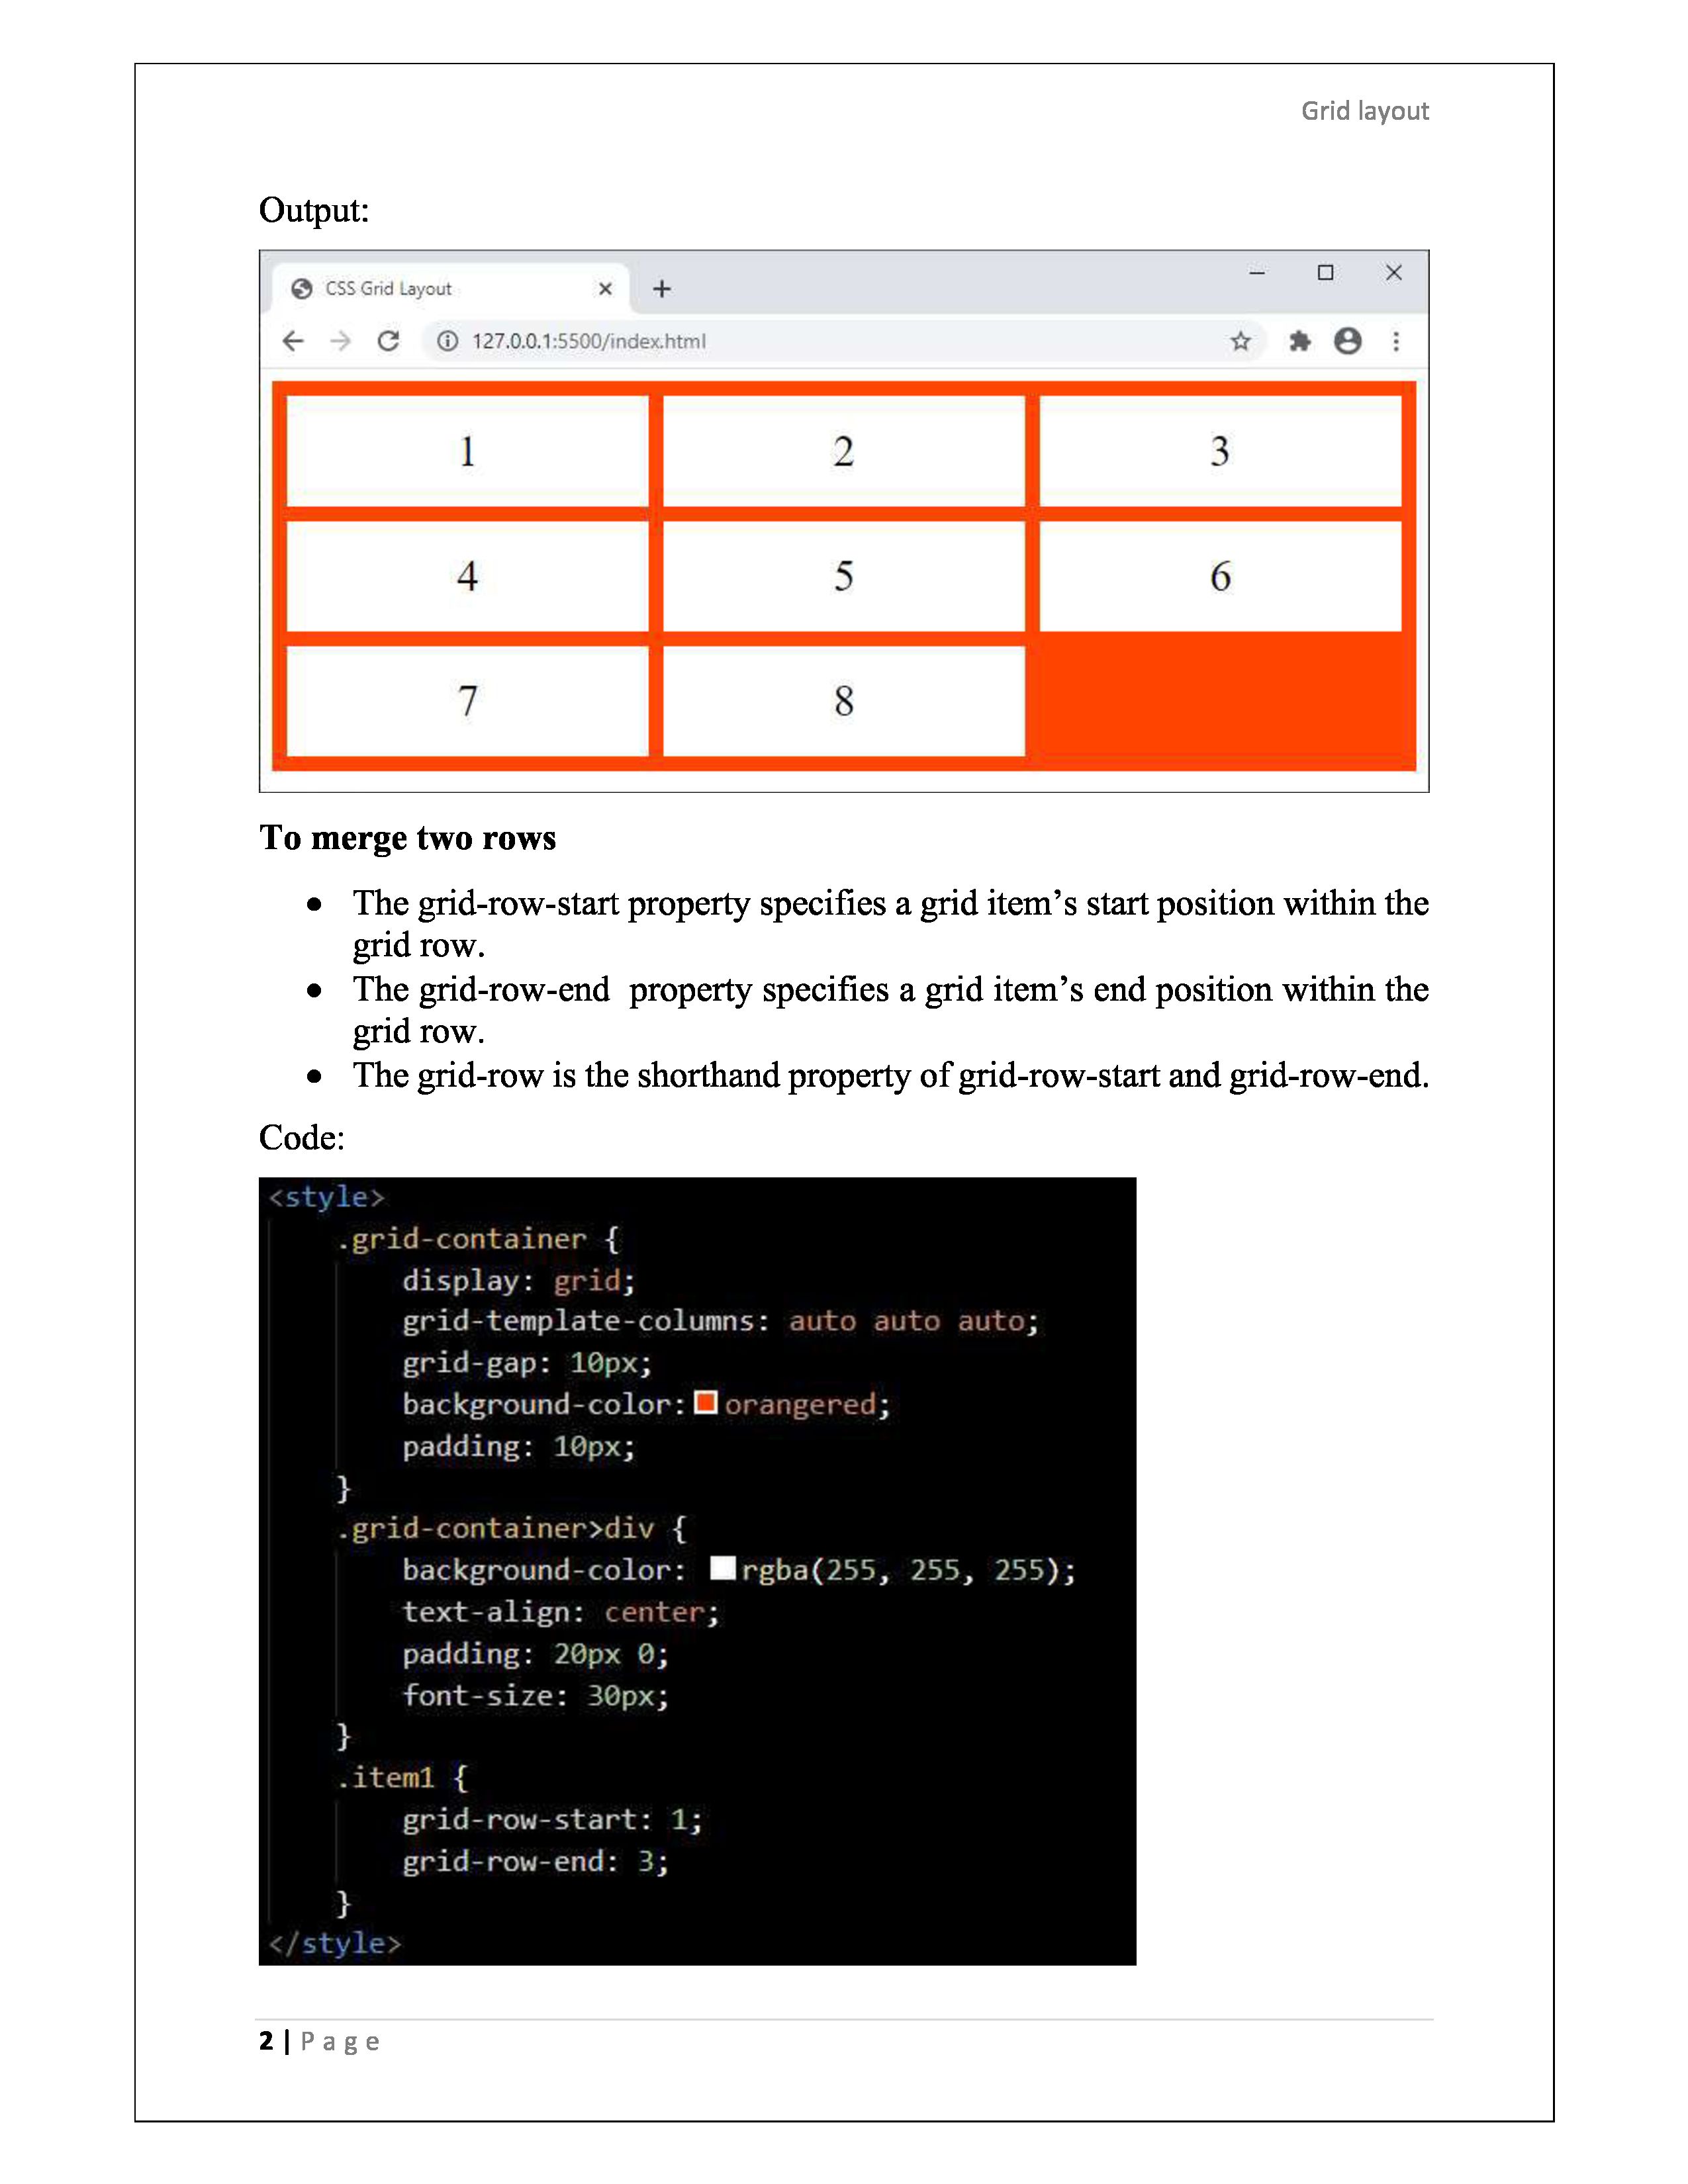 Grid layout
Output:
CSS Grid Layout
127.0.0.1:5500/index.html
1 2 3
4 5 6
7 8
To merge two rows
• The grid-row-start property specifies a grid item’s start position within the
grid row.
• The grid-row-end property specifies a grid item’s end position within the
grid row.
• The grid-row is the shorthand property of grid-row-start and grid-row-end.
Code:
<style>
.grid-container {
display: grid;
grid-template-columns: auto auto auto;
grid-gap: 10px;
background-color: orangered;
padding: 10px;
}
.grid-container>div {
background-color: rgba(255, 255, 255);
text-align: center;
padding: 20px 0;
font-size: 30px;
}
.item1 {
grid-row-start: 1;
grid-row-end: 3;
}
</style>
2 | Page